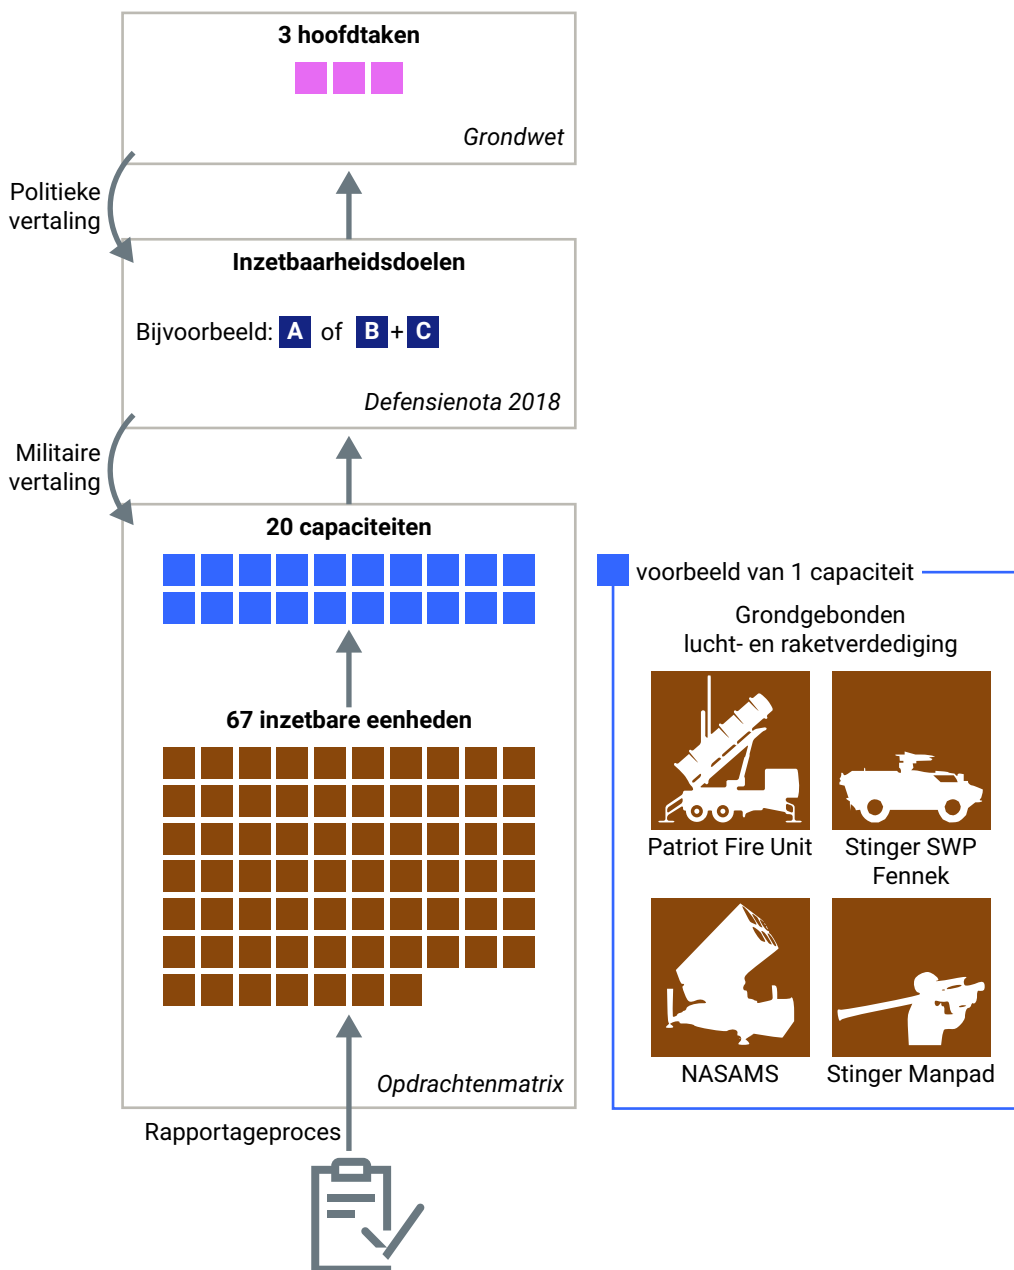 3 hoofdtaken
Grondwet
Politieke
vertaling
Inzetbaarheidsdoelen
Bijvoorbeeld: A of B + C
Defensienota 2018
Militaire
vertaling
20 capaciteiten
67 inzetbare eenheden
Opdrachtenmatrix
Rapportageproces
voorbeeld van 1 capaciteit
Grondgebonden
lucht- en raketverdediging
Patriot Fire Unit
Stinger SWP
Fennek
NASAMS
Stinger Manpad